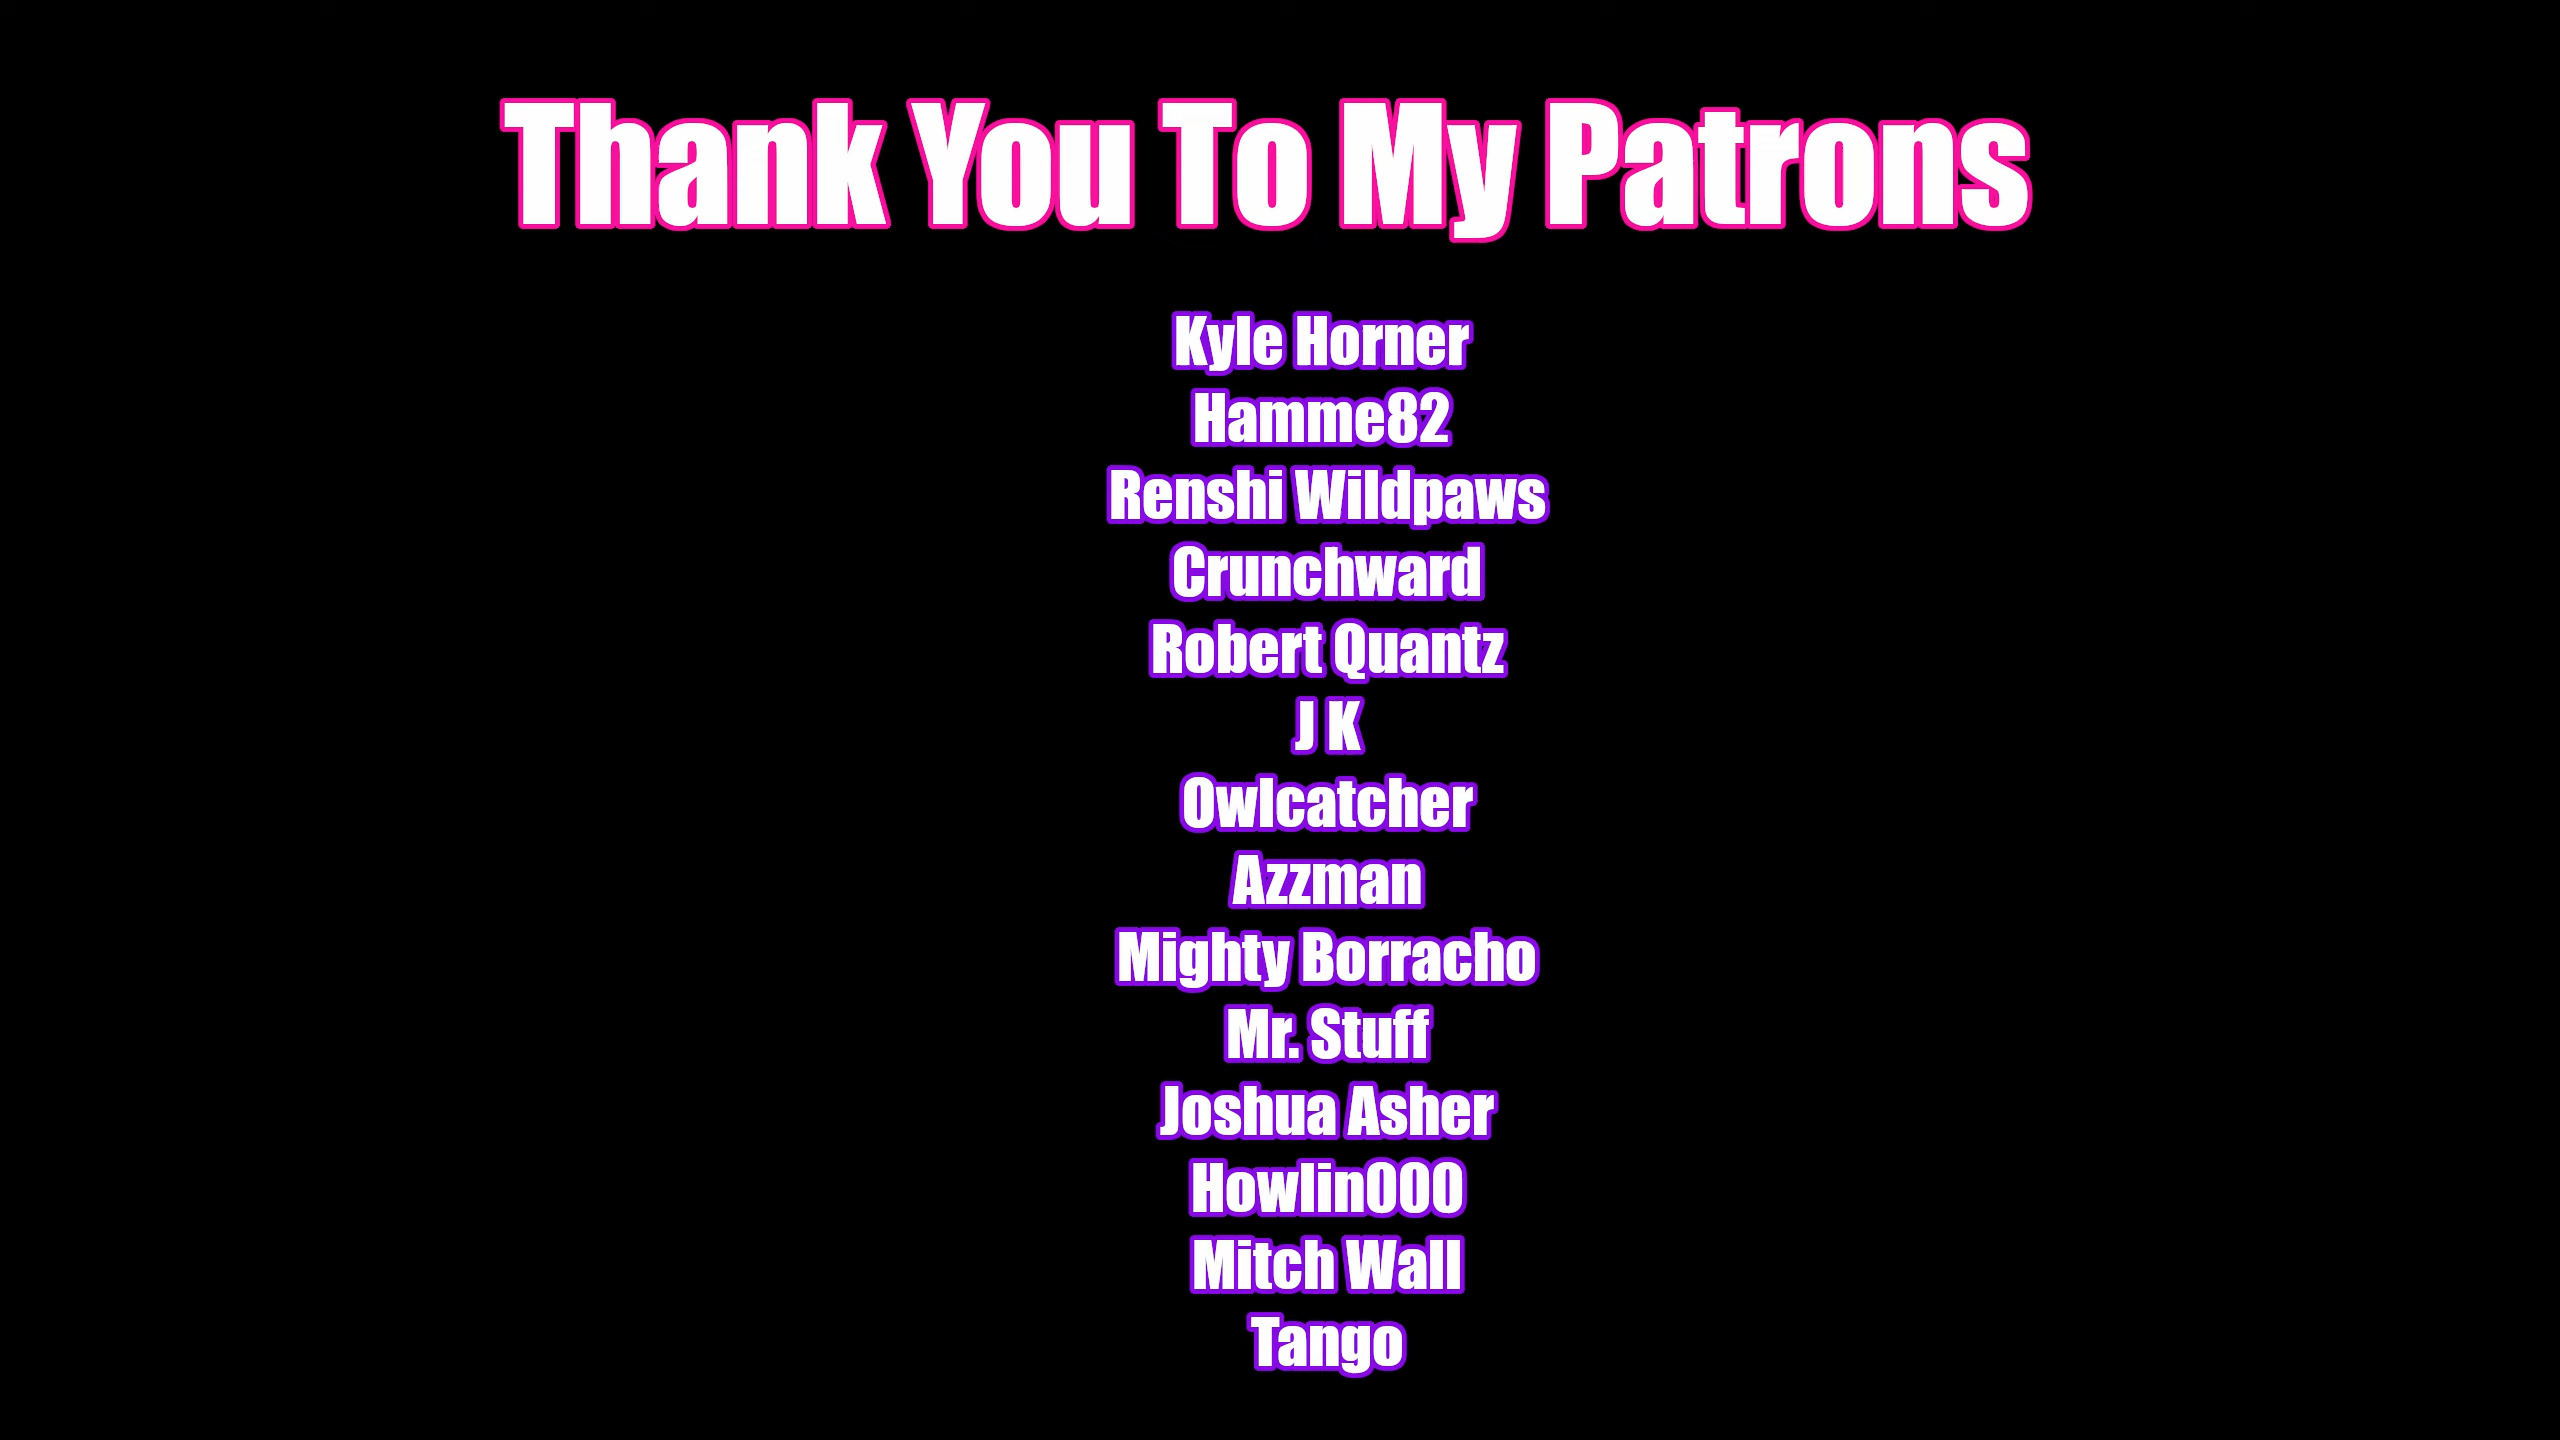 Thank You To My Patrons
Kyle Horner
Hamme82
Renshi Wildpaws
Crunchward
Robert Quantz
J K
Owlcatcher
Azzman
Mighty Borracho
Mr. Stuff
Joshua Asher
Howlin000
Mitch Wall
Tango